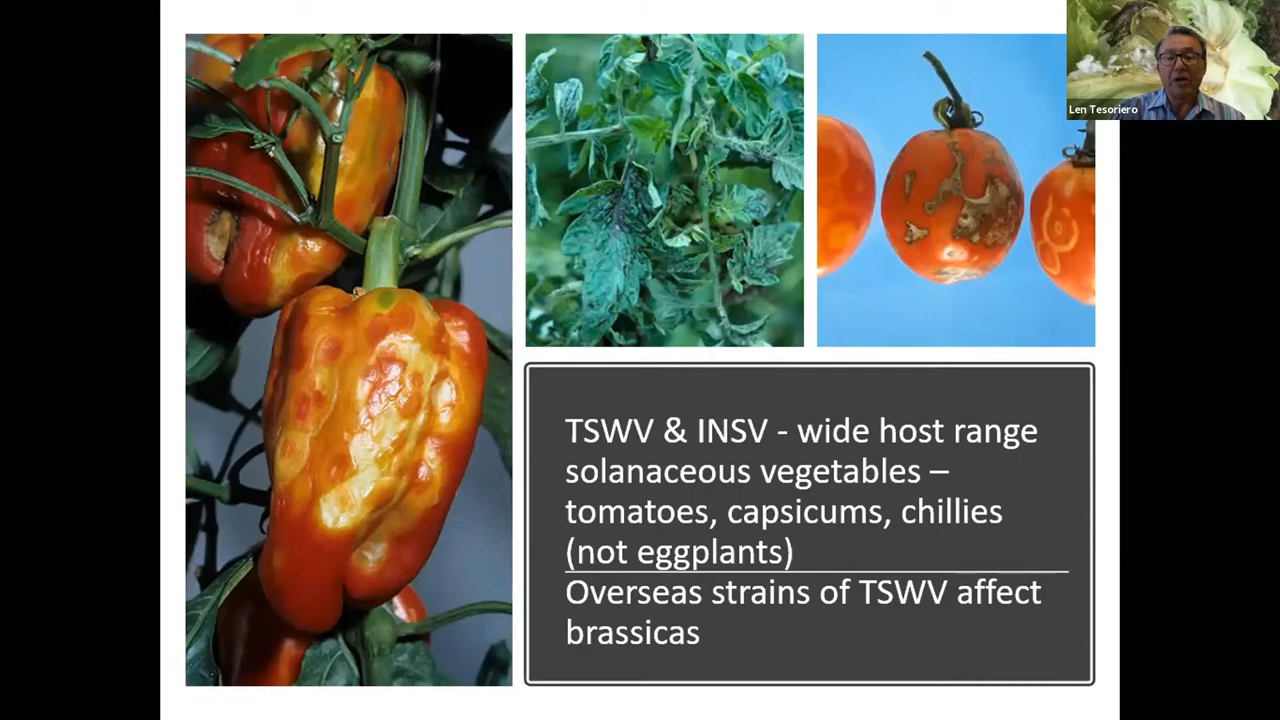 Len Tesoriero
TSWV & INSV - wide host range
solanaceous vegetables –
tomatoes, capsicums, chillies
(not eggplants)
Overseas strains of TSWV affect
brassicas